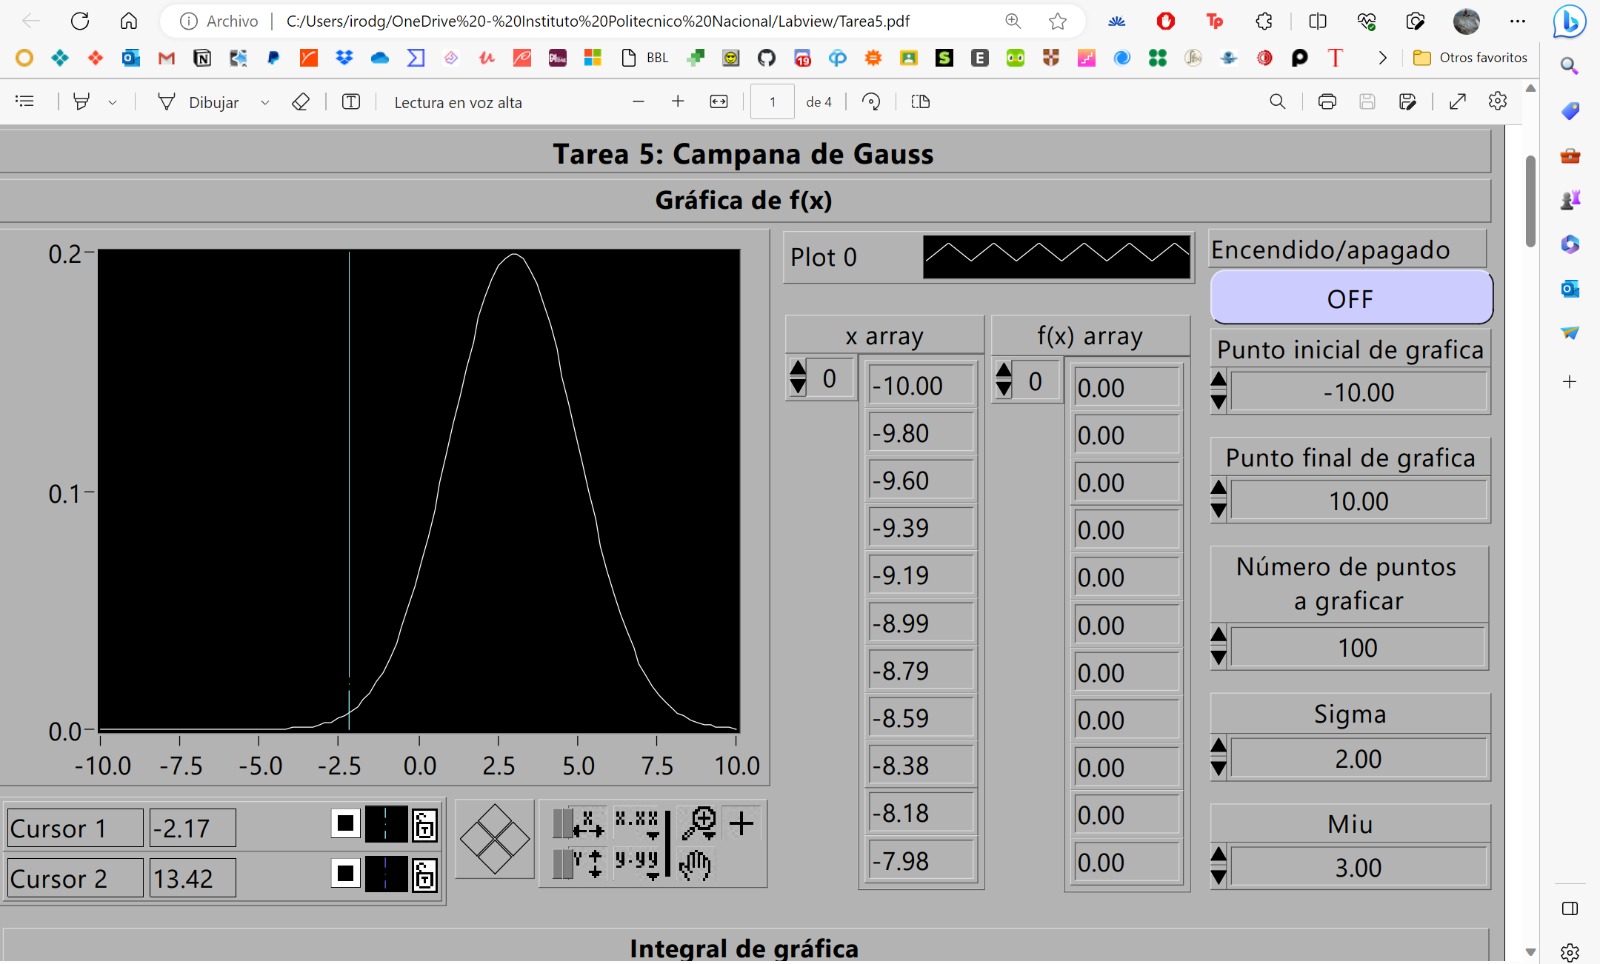 Archivo C:/Users/irodg/OneDrive%20-%20Instituto%20Politecnico%20Nacional/Labview/Tarea5.pdf
BBL
Otros favoritos
Dibujar
Lectura en voz alta
1 de 4
Tarea 5: Campana de Gauss
Gráfica de f(x)
0.2
0.1
0.0
-10.0 -7.5 -5.0 -2.5 0.0 2.5 5.0 7.5 10.0
Cursor 1 -2.17
Cursor 2 13.42
x.xx
y.yy
Plot 0
x array
0
-10.00
-9.80
-9.60
-9.39
-9.19
-8.99
-8.79
-8.59
-8.38
-8.18
-7.98
f(x) array
0
0.00
0.00
0.00
0.00
0.00
0.00
0.00
0.00
0.00
0.00
0.00
Encendido/apagado
OFF
Punto inicial de grafica
-10.00
Punto final de grafica
10.00
Número de puntos
a graficar
100
Sigma
2.00
Miu
3.00
Integral de gráfica